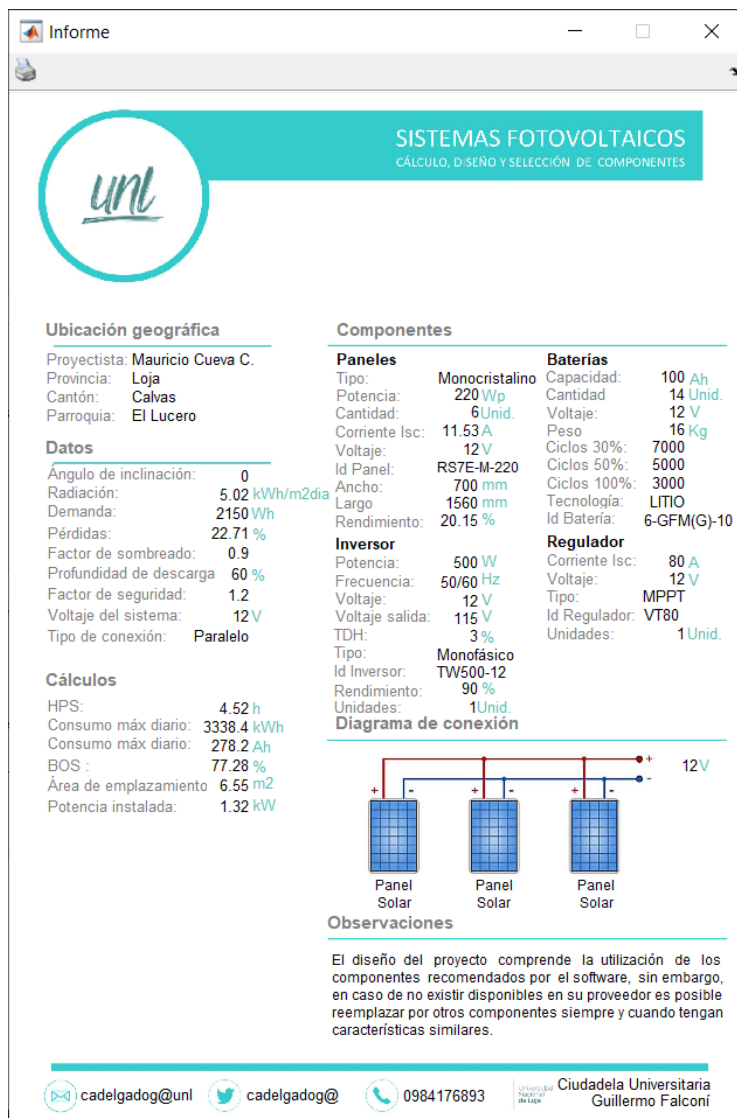 Informe
SISTEMAS FOTOVOLTAICOS
CÁLCULO, DISEÑO Y SELECCIÓN DE COMPONENTES
unl
Ubicación geográfica
Proyectista: Mauricio Cueva C.
Provincia: Loja
Cantón: Calvas
Parroquia: El Lucero
Datos
Ángulo de inclinación: 0
Radiación: 5.02 kWh/m2dia
Demanda: 2150 Wh
Pérdidas: 22.71 %
Factor de sombreado: 0.9
Profundidad de descarga 60 %
Factor de seguridad: 1.2
Voltaje del sistema: 12 V
Tipo de conexión: Paralelo
Cálculos
HPS: 4.52 h
Consumo máx diario: 3338.4 kWh
Consumo máx diario: 278.2 Ah
BOS : 77.28 %
Área de emplazamiento 6.55 m2
Potencia instalada: 1.32 kW
Componentes
Paneles
Tipo: Monocristalino
Potencia: 220 Wp
Cantidad: 6 Unid.
Corriente Isc: 11.53 A
Voltaje: 12 V
Id Panel: RS7E-M-220
Ancho: 700 mm
Largo 1560 mm
Rendimiento: 20.15 %
Inversor
Potencia: 500 W
Frecuencia: 50/60 Hz
Voltaje: 12 V
Voltaje salida: 115 V
TDH: 3 %
Tipo: Monofásico
Id Inversor: TW500-12
Rendimiento: 90 %
Unidades: 1 Unid.
Baterías
Capacidad: 100 Ah
Cantidad 14 Unid.
Voltaje: 12 V
Peso 16 Kg
Ciclos 30%: 7000
Ciclos 50%: 5000
Ciclos 100%: 3000
Tecnología: LITIO
Id Batería: 6-GFM(G)-10
Regulador
Corriente Isc: 80 A
Voltaje: 12 V
Tipo: MPPT
Id Regulador: VT80
Unidades: 1 Unid.
Diagrama de conexión
+ 12 V
-
+ - + - + -
Panel Solar
Panel Solar
Panel Solar
Observaciones
El diseño del proyecto comprende la utilización de los
componentes recomendados por el software, sin embargo,
en caso de no existir disponibles en su proveedor es posible
reemplazar por otros componentes siempre y cuando tengan
características similares.
cadelgadog@unl
cadelgadog@
0984176893
Universidad
Nacional
de Loja
Ciudadela Universitaria
Guillermo Falconí